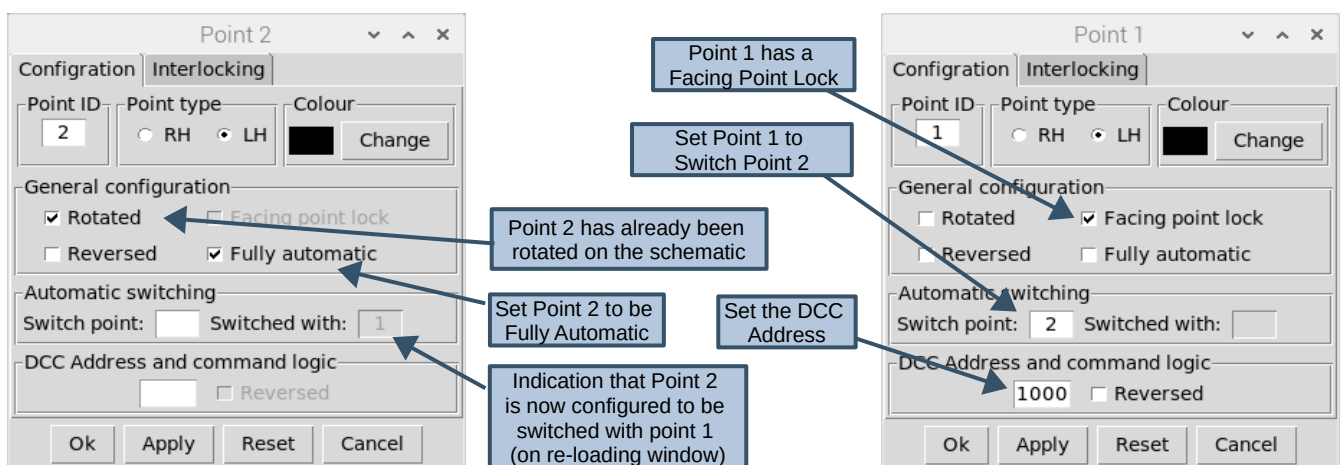 Point 2
Configration Interlocking
Point ID Point type Colour
2 RH LH Change
General configuration
Rotated Facing point lock
Reversed Fully automatic
Automatic switching
Switch point: Switched with: 1
DCC Address and command logic
Reversed
Ok Apply Reset Cancel
Point 1 has a
Facing Point Lock
Set Point 1 to
Switch Point 2
Point 2 has already been
rotated on the schematic
Set Point 2 to be
Fully Automatic
Set the DCC
Address
Indication that Point 2
is now configured to be
switched with point 1
(on re-loading window)
Point 1
Configration Interlocking
Point ID Point type Colour
1 RH LH Change
General configuration
Rotated Facing point lock
Reversed Fully automatic
Automatic switching
Switch point: 2 Switched with:
DCC Address and command logic
1000 Reversed
Ok Apply Reset Cancel